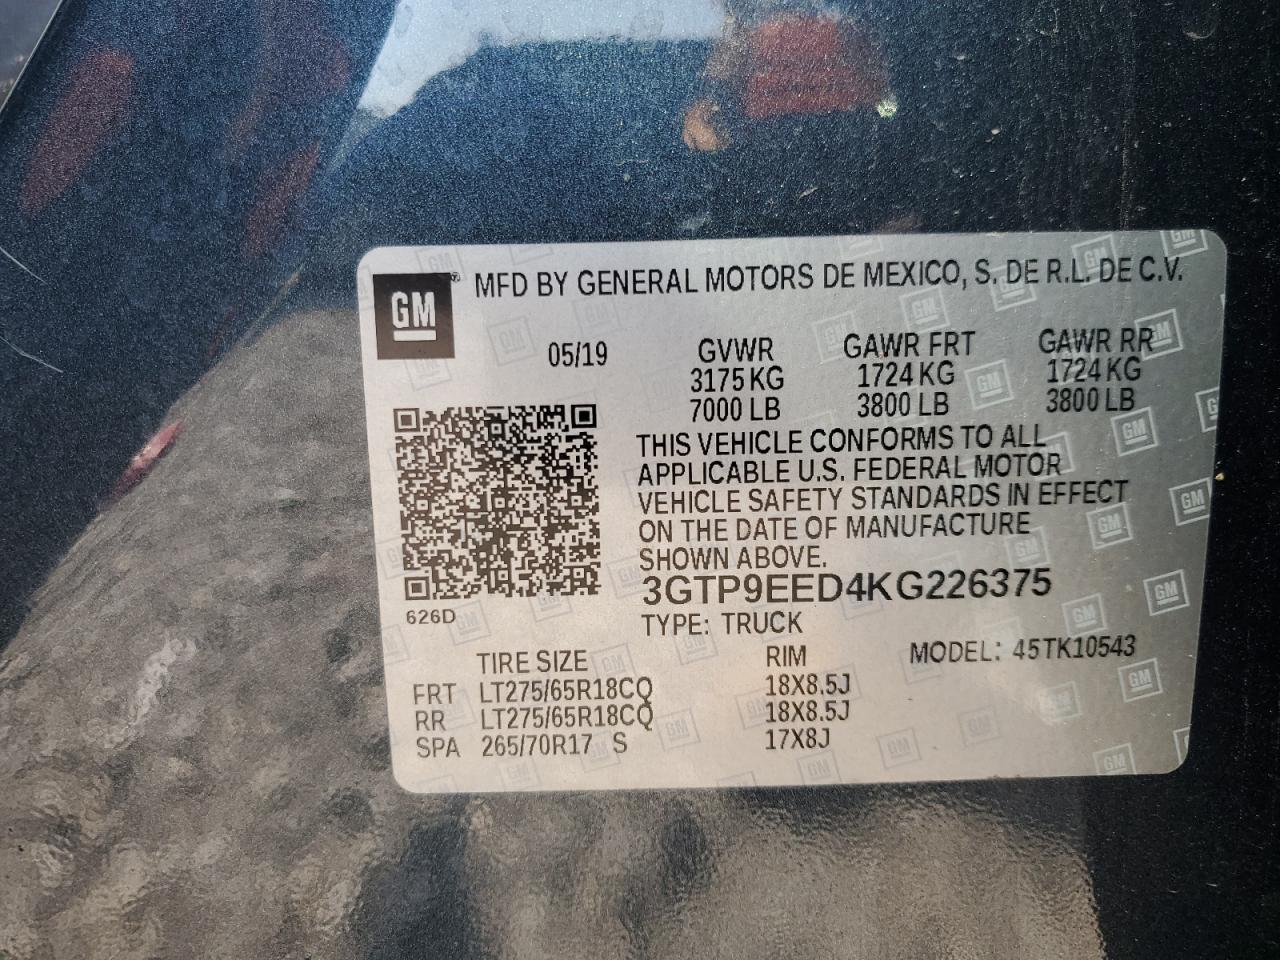 GM® MFD BY GENERAL MOTORS DE MEXICO, S. DE R.L. DE C.V.
05/19 GVWR GAWR FRT GAWR RR
3175 KG 1724 KG 1724 KG
7000 LB 3800 LB 3800 LB
THIS VEHICLE CONFORMS TO ALL
APPLICABLE U.S. FEDERAL MOTOR
VEHICLE SAFETY STANDARDS IN EFFECT
ON THE DATE OF MANUFACTURE
SHOWN ABOVE.
3GTP9EED4KG226375
626D
TYPE: TRUCK
TIRE SIZE RIM MODEL: 45TK10543
FRT LT275/65R18CQ 18X8.5J
RR LT275/65R18CQ 18X8.5J
SPA 265/70R17 S 17X8J